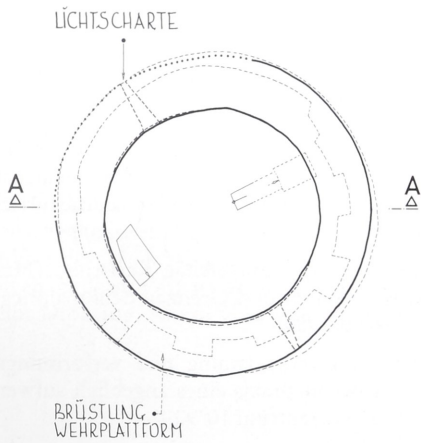 LICHTSCHARTE
A
A
BRÜSTUNG
WEHRPLATTFORM